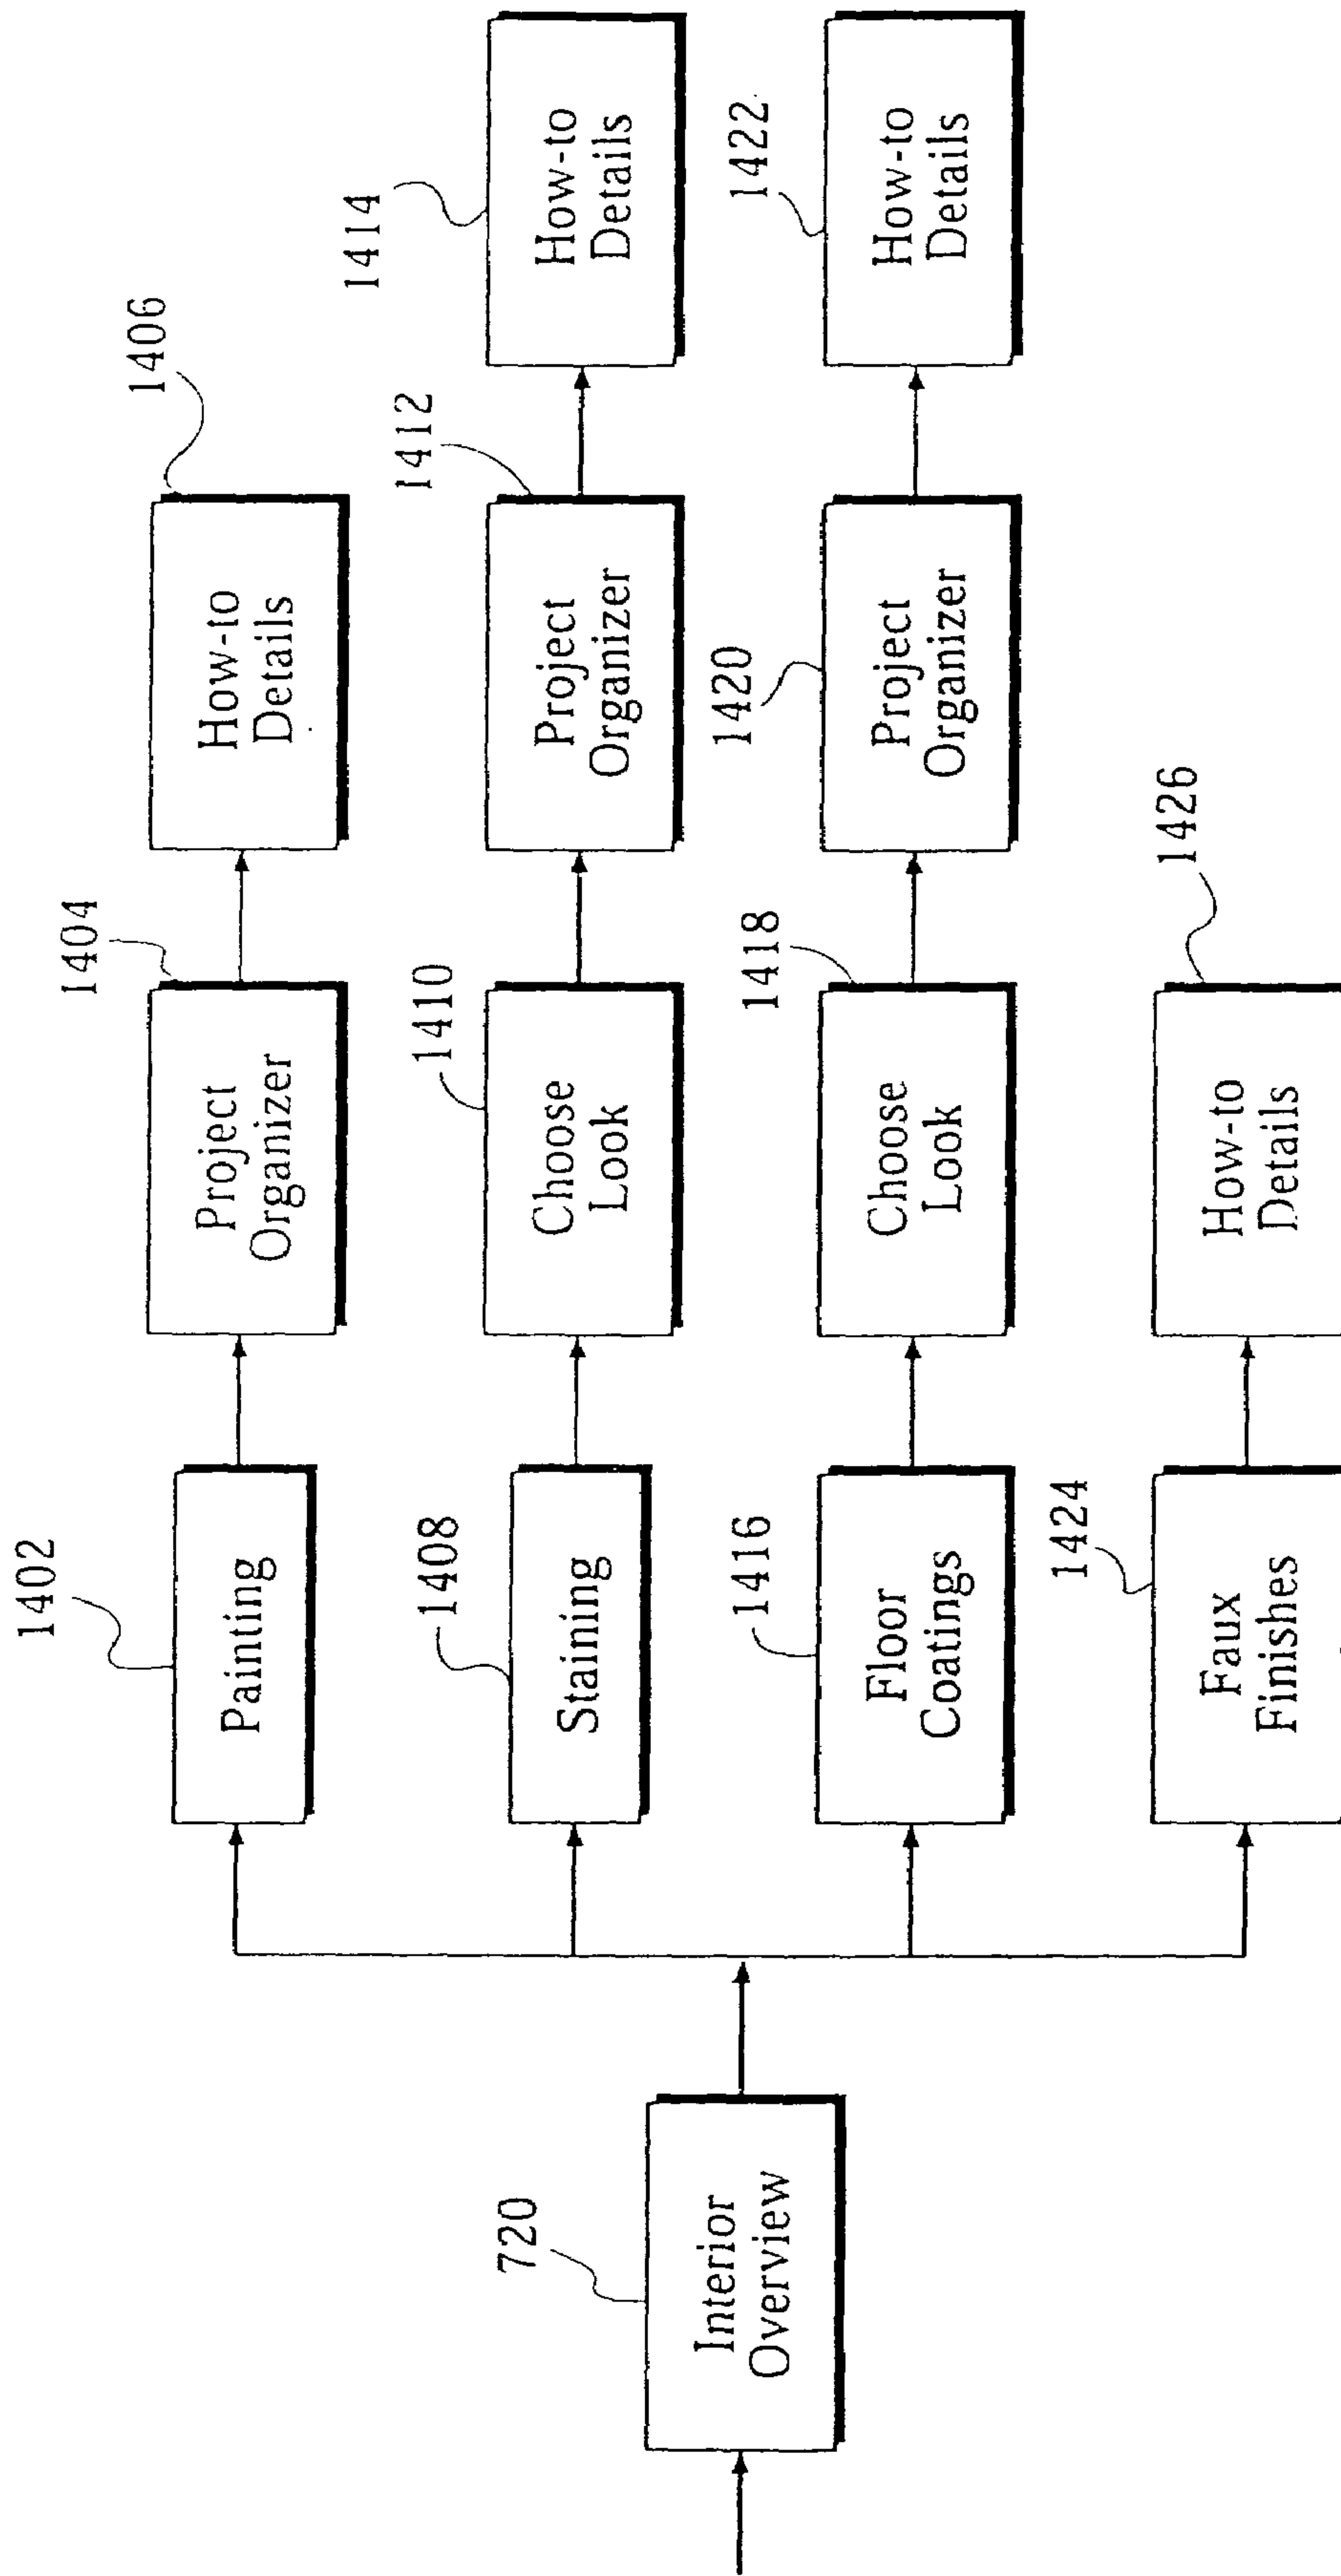 1402
Painting
1404
Project
Organizer
1406
How-to
Details
720
Interior
Overview
1408
Staining
1410
Choose
Look
1412
Project
Organizer
1414
How-to
Details
1416
Floor
Coatings
1418
Choose
Look
1420
Project
Organizer
1422
How-to
Details
1424
Faux
Finishes
1426
How-to
Details